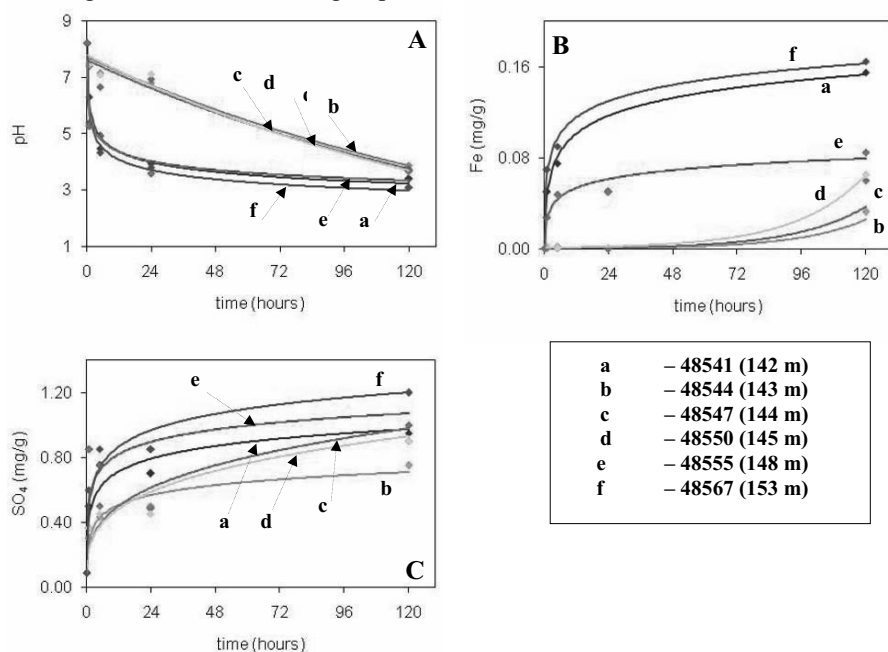 A
9
7
5
3
1
pH
c
d
c
b
f
e
a
0
24
48
72
96
120
time (hours)
B
0.16
0.08
0.00
Fe (mg/g)
f
a
e
d
c
b
0
24
48
72
96
120
time (hours)
C
1.20
0.80
0.40
0.00
SO4 (mg/g)
e
f
a
d
c
b
0
24
48
72
96
120
time (hours)
a – 48541 (142 m)
b – 48544 (143 m)
c – 48547 (144 m)
d – 48550 (145 m)
e – 48555 (148 m)
f – 48567 (153 m)